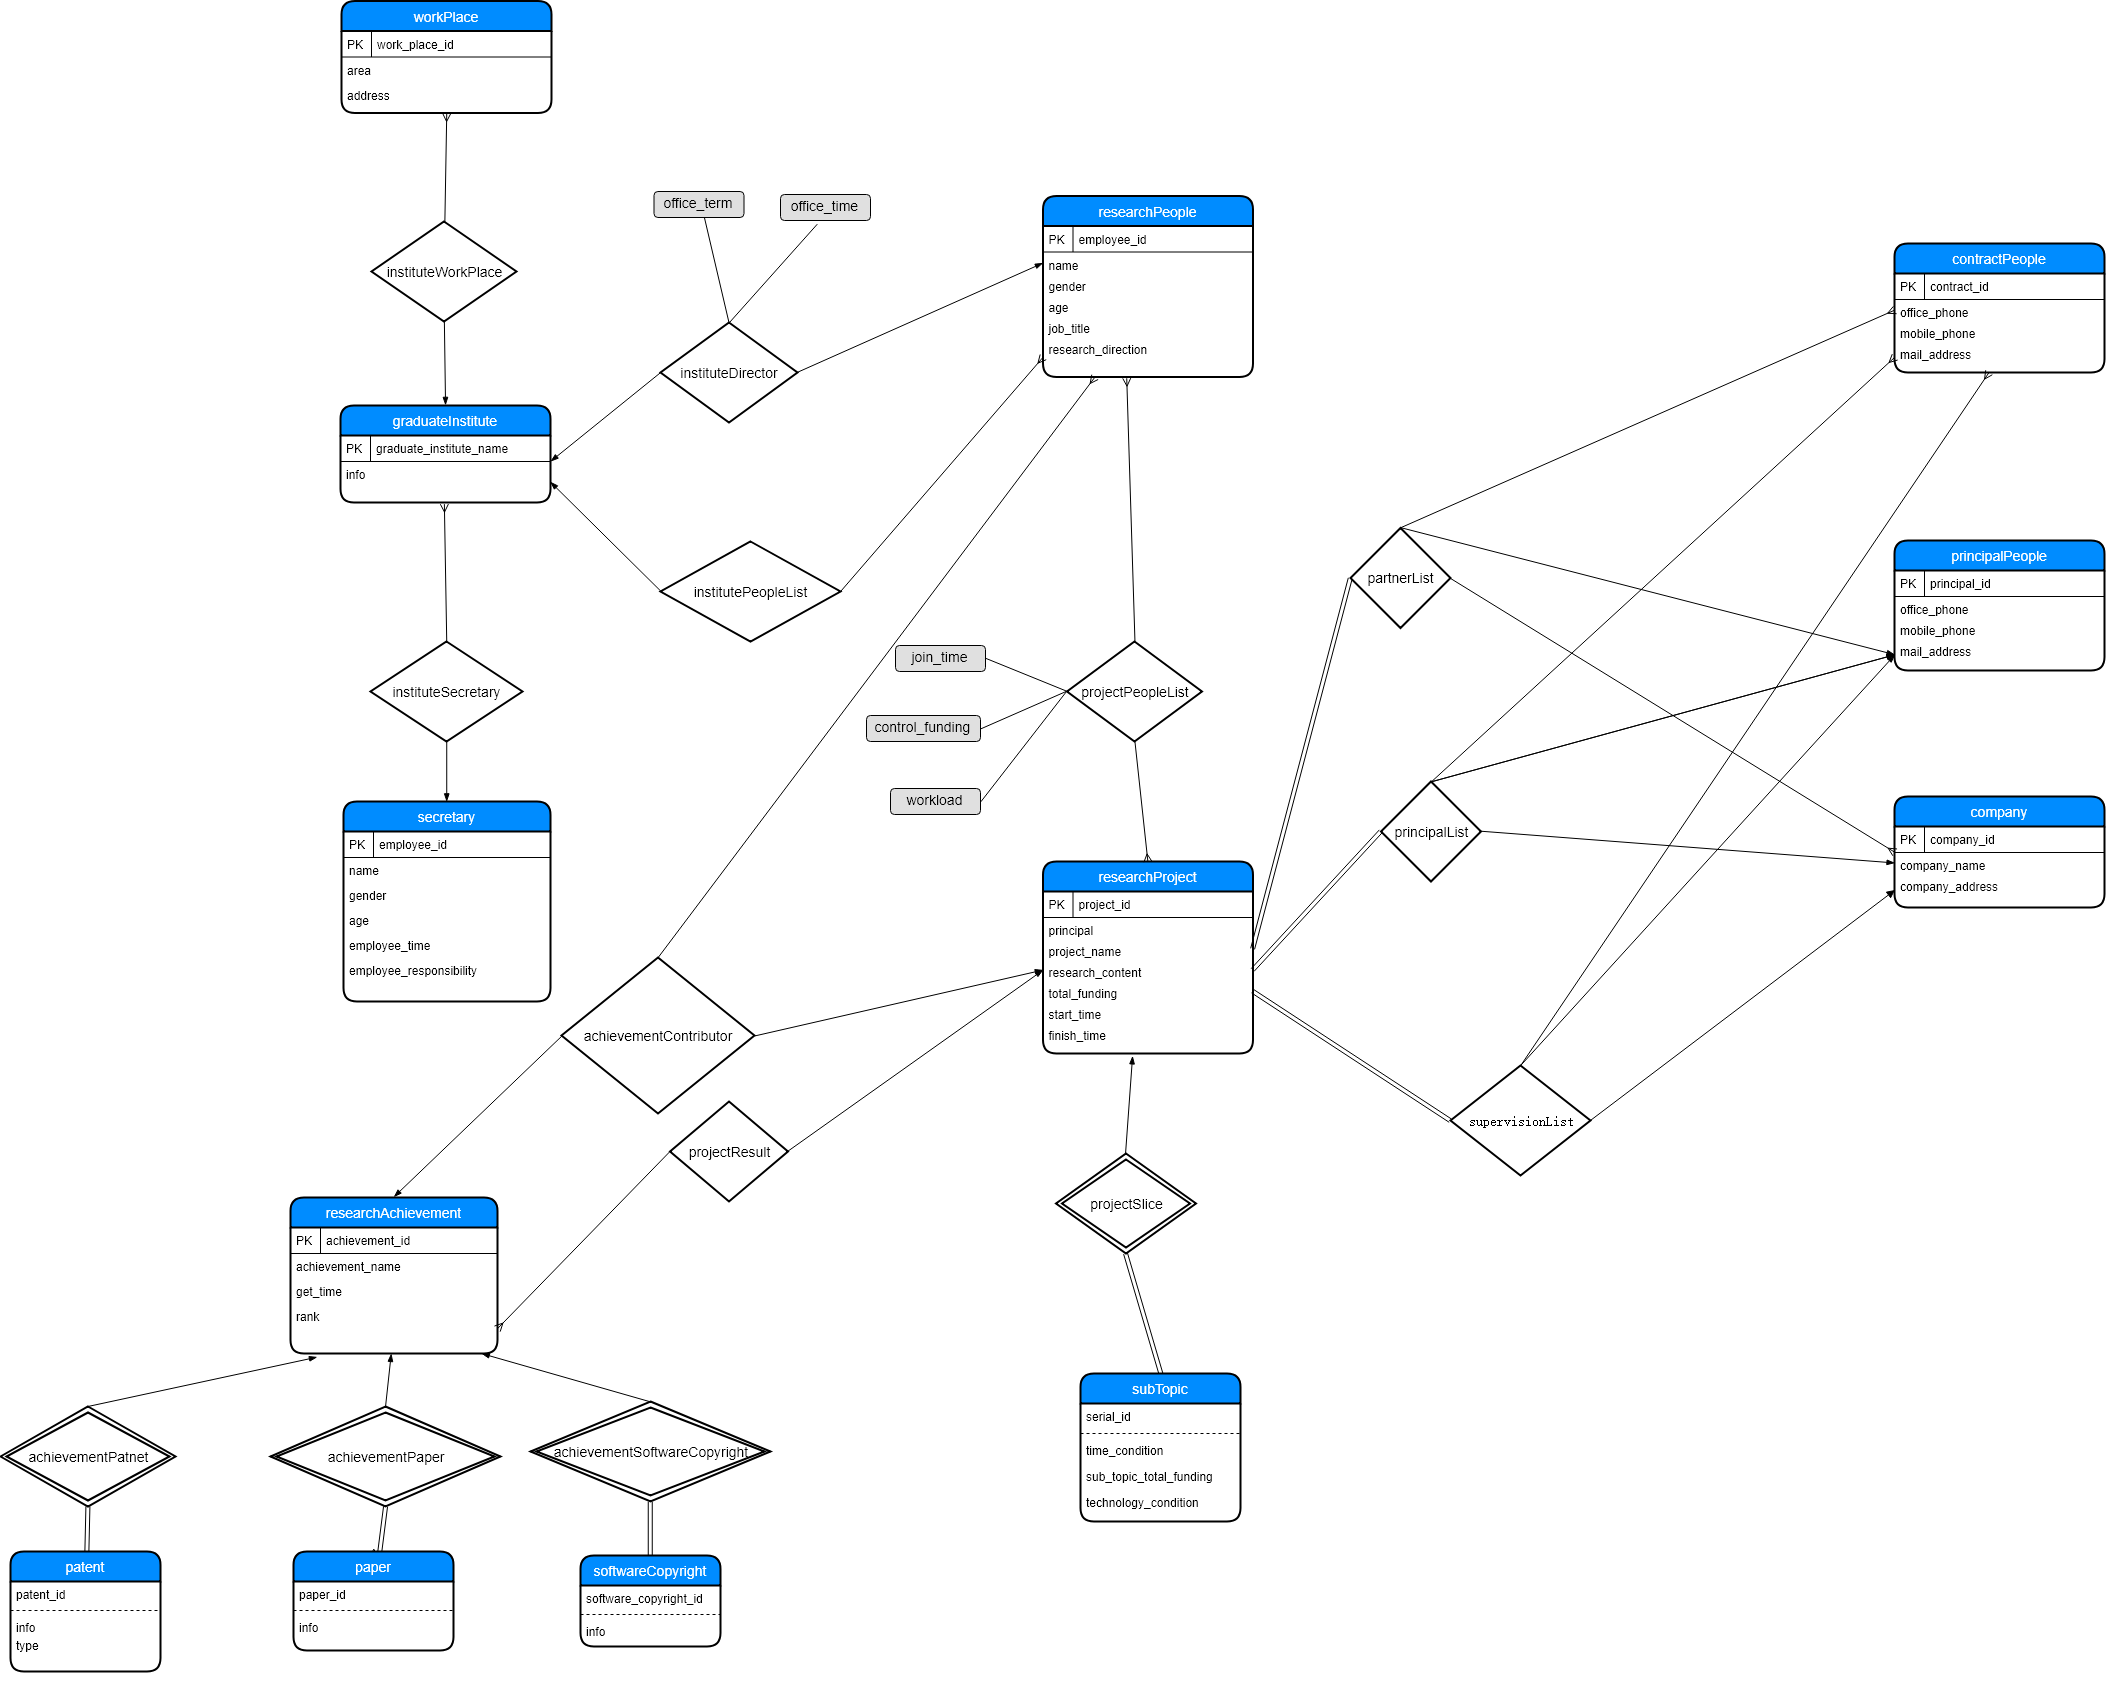 workPlace
PK work_place_id
area
address
instituteWorkPlace
office_term
office_time
instituteDirector
researchPeople
PK employee_id
name
gender
age
job_title
research_direction
contractPeople
PK contract_id
office_phone
mobile_phone
mail_address
graduateInstitute
PK graduate_institute_name
info
institutePeopleList
partnerList
principalPeople
PK principal_id
office_phone
mobile_phone
mail_address
instituteSecretary
join_time
control_funding
workload
projectPeopleList
secretary
PK employee_id
name
gender
age
employee_time
employee_responsibility
principalList
company
PK company_id
company_name
company_address
researchProject
PK project_id
principal
project_name
research_content
total_funding
start_time
finish_time
achievementContributor
projectResult
supervisionList
projectSlice
researchAchievement
PK achievement_id
achievement_name
get_time
rank
subTopic
serial_id
time_condition
sub_topic_total_funding
technology_condition
achievementPatnet
achievementPaper
achievementSoftwareCopyright
patent
patent_id
info
type
paper
paper_id
info
softwareCopyright
software_copyright_id
info